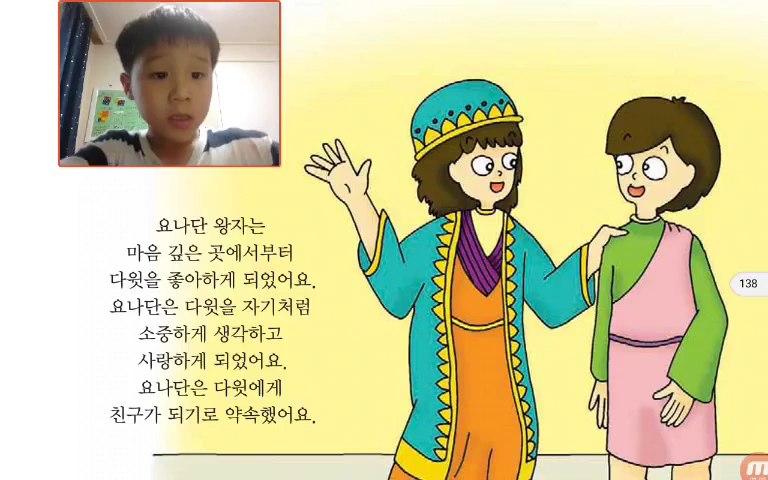 요나단 왕자는
마음 깊은 곳에서부터
다윗을 좋아하게 되었어요.
요나단은 다윗을 자기처럼
소중하게 생각하고
사랑하게 되었어요.
요나단은 다윗에게
친구가 되기로 약속했어요.
138